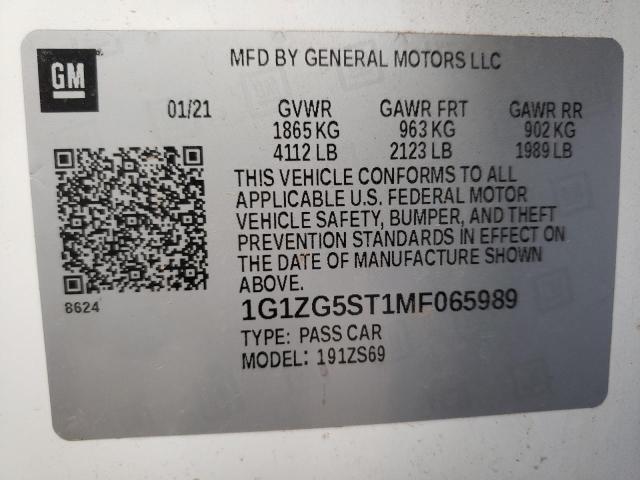 GM
MFD BY GENERAL MOTORS LLC
01/21 GVWR GAWR FRT GAWR RR
1865 KG 963 KG 902 KG
4112 LB 2123 LB 1989 LB
THIS VEHICLE CONFORMS TO ALL
APPLICABLE U.S. FEDERAL MOTOR
VEHICLE SAFETY, BUMPER, AND THEFT
PREVENTION STANDARDS IN EFFECT ON
THE DATE OF MANUFACTURE SHOWN
ABOVE.
8624
1G1ZG5ST1MF065989
TYPE: PASS CAR
MODEL: 191ZS69